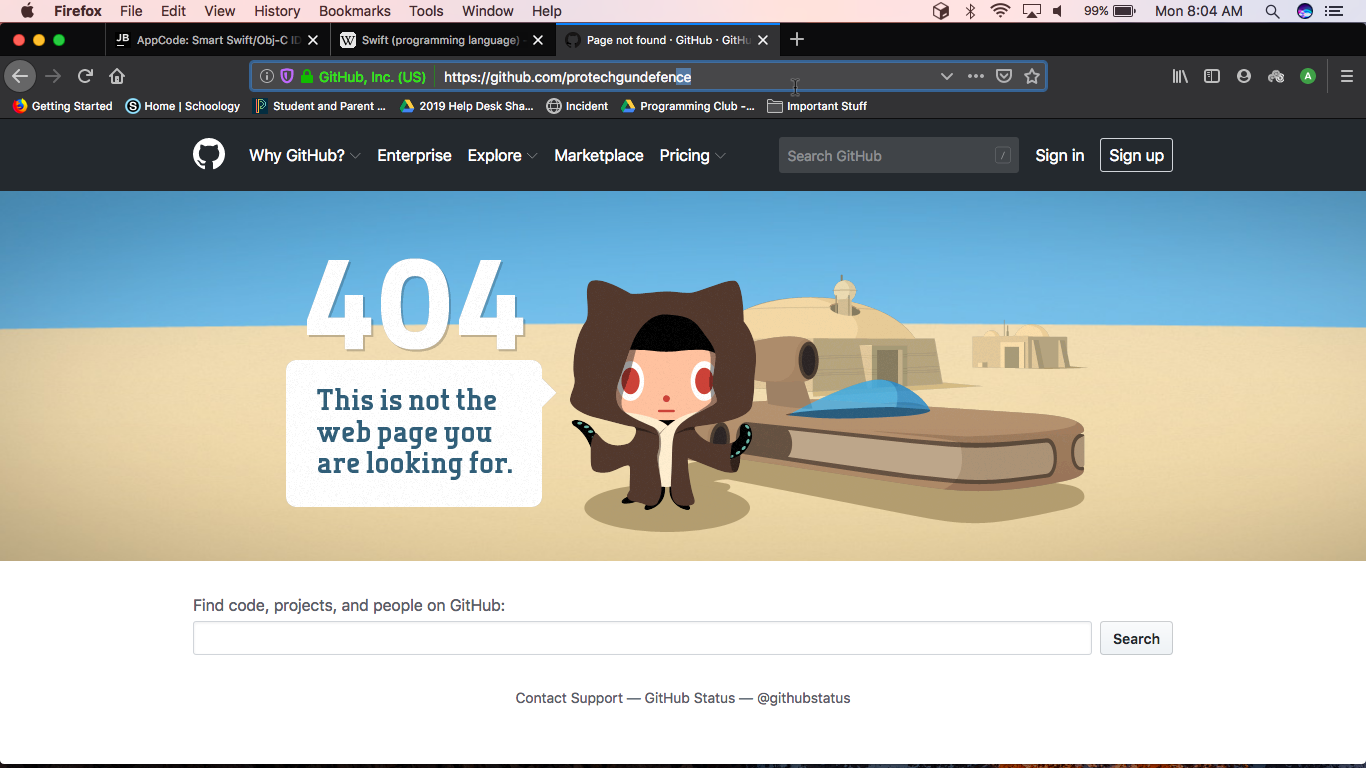 Firefox File Edit View History Bookmarks Tools Window Help 99% Mon 8:04 AM
JB AppCode: Smart Swift/Obj-C ID W Swift (programming language) - Page not found · GitHub · GitHu
GitHub, Inc. (US) https://github.com/protechgundefence A
Getting Started S Home | Schoology Student and Parent ... 2019 Help Desk Sha... Incident Programming Club -... Important Stuff
Why GitHub? Enterprise Explore Marketplace Pricing Search GitHub / Sign in Sign up
404
This is not the
web page you
are looking for.
Find code, projects, and people on GitHub:
Search
Contact Support — GitHub Status — @githubstatus